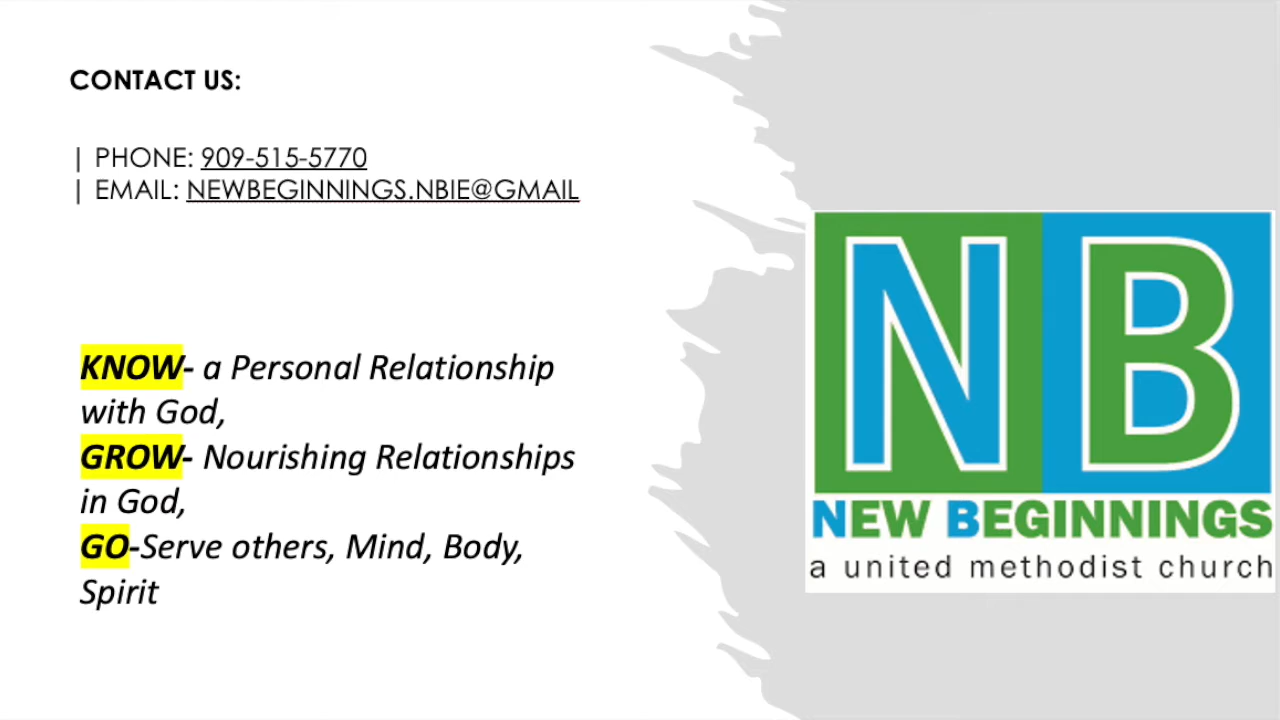 CONTACT US:
| PHONE: 909-515-5770
| EMAIL: NEWBEGINNINGS.NBIE@GMAIL
KNOW- a Personal Relationship
with God,
GROW- Nourishing Relationships
in God,
GO-Serve others, Mind, Body,
Spirit
NB
NEW BEGINNINGS
a united methodist church